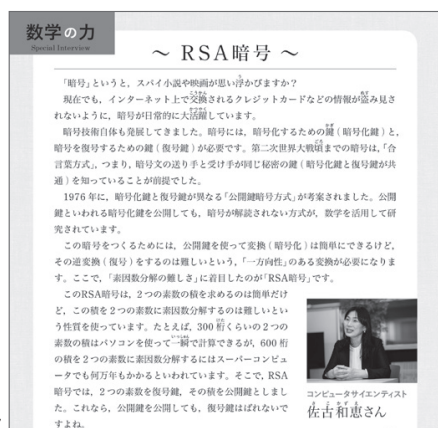 数学の力
Special Interview
～ RSA暗号 ～
「暗号」というと、スパイ小説や映画が思い浮かびますか？
現在でも、インターネット上で交換されるクレジットカードなどの情報が盗み見さ
れないように、暗号が日常的に大活躍しています。
暗号技術自体も発展してきました。暗号には、暗号化するための鍵（暗号化鍵）と、
暗号を復号するための鍵（復号鍵）が必要です。第二次世界大戦頃までの暗号は、「合
言葉方式」、つまり、暗号文の送り手と受け手が同じ秘密の鍵（暗号化鍵と復号鍵が共
通）を知っていることが前提でした。
1976年に、暗号化鍵と復号鍵が異なる「公開鍵暗号方式」が考案されました。公開
鍵といわれる暗号化鍵を公開しても、暗号が解読されない方式が、数学を活用して研
究されています。
この暗号をつくるためには、公開鍵を使って変換（暗号化）は簡単にできるけど、
その逆変換（復号）をするのは難しいという、「一方向性」のある変換が必要になりま
す。ここで、「素因数分解の難しさ」に着目したのが「RSA暗号」です。
このRSA暗号は、2つの素数の積を求めるのは簡単だけ
ど、この積を2つの素数に素因数分解するのは難しいとい
う性質を使っています。たとえば、300桁くらいの2つの
素数の積はパソコンを使って一瞬で計算できるが、600桁
の積を2つの素数に素因数分解するにはスーパーコンピュ
ータでも何万年もかかるといわれています。そこで、RSA
暗号では、2つの素数を復号鍵、その積を公開鍵としまし
た。これなら、公開鍵を公開しても、復号鍵はばれないで
すよね。
コンピュータサイエンティスト
佐古和恵さん